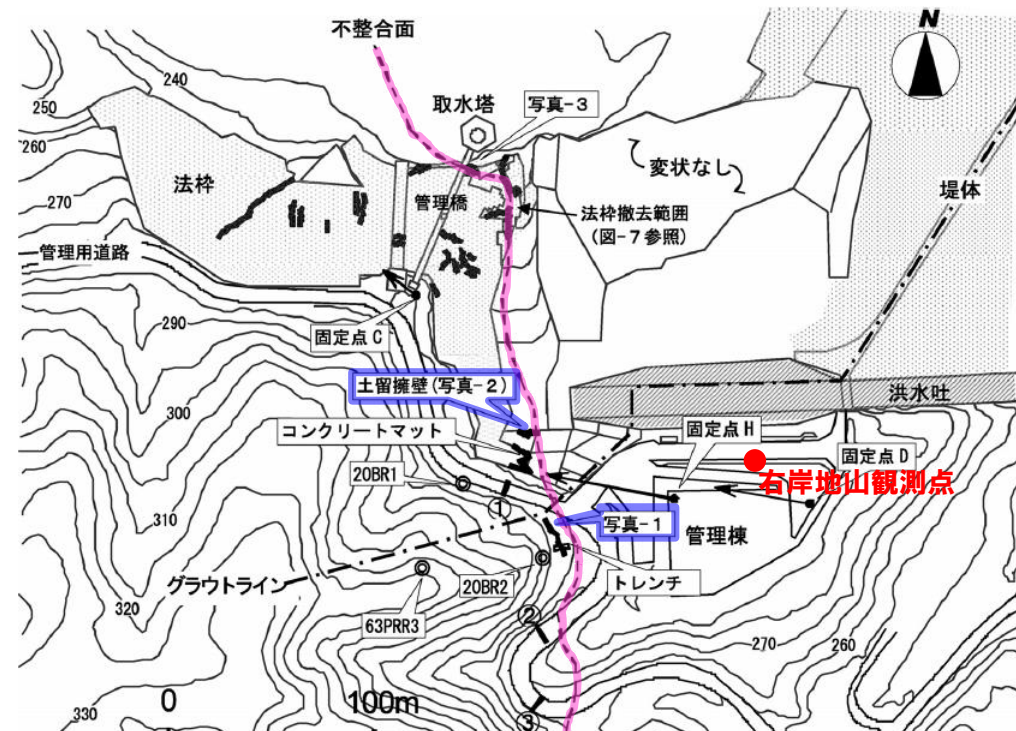 不整合面
N
240
250
260
270
取水塔
写真-3
変状なし
堤体
法枠
管理橋
法枠撤去範囲
(図-7参照)
管理用道路
290
固定点C
300
土留擁壁(写真-2)
洪水吐
コンクリートマット
固定点H
固定点D
20BR1
右岸地山観測点
①
310
写真-1
管理棟
グラウトライン
20BR2
トレンチ
320
63PRR3
②
270
260
0
100m
330
③